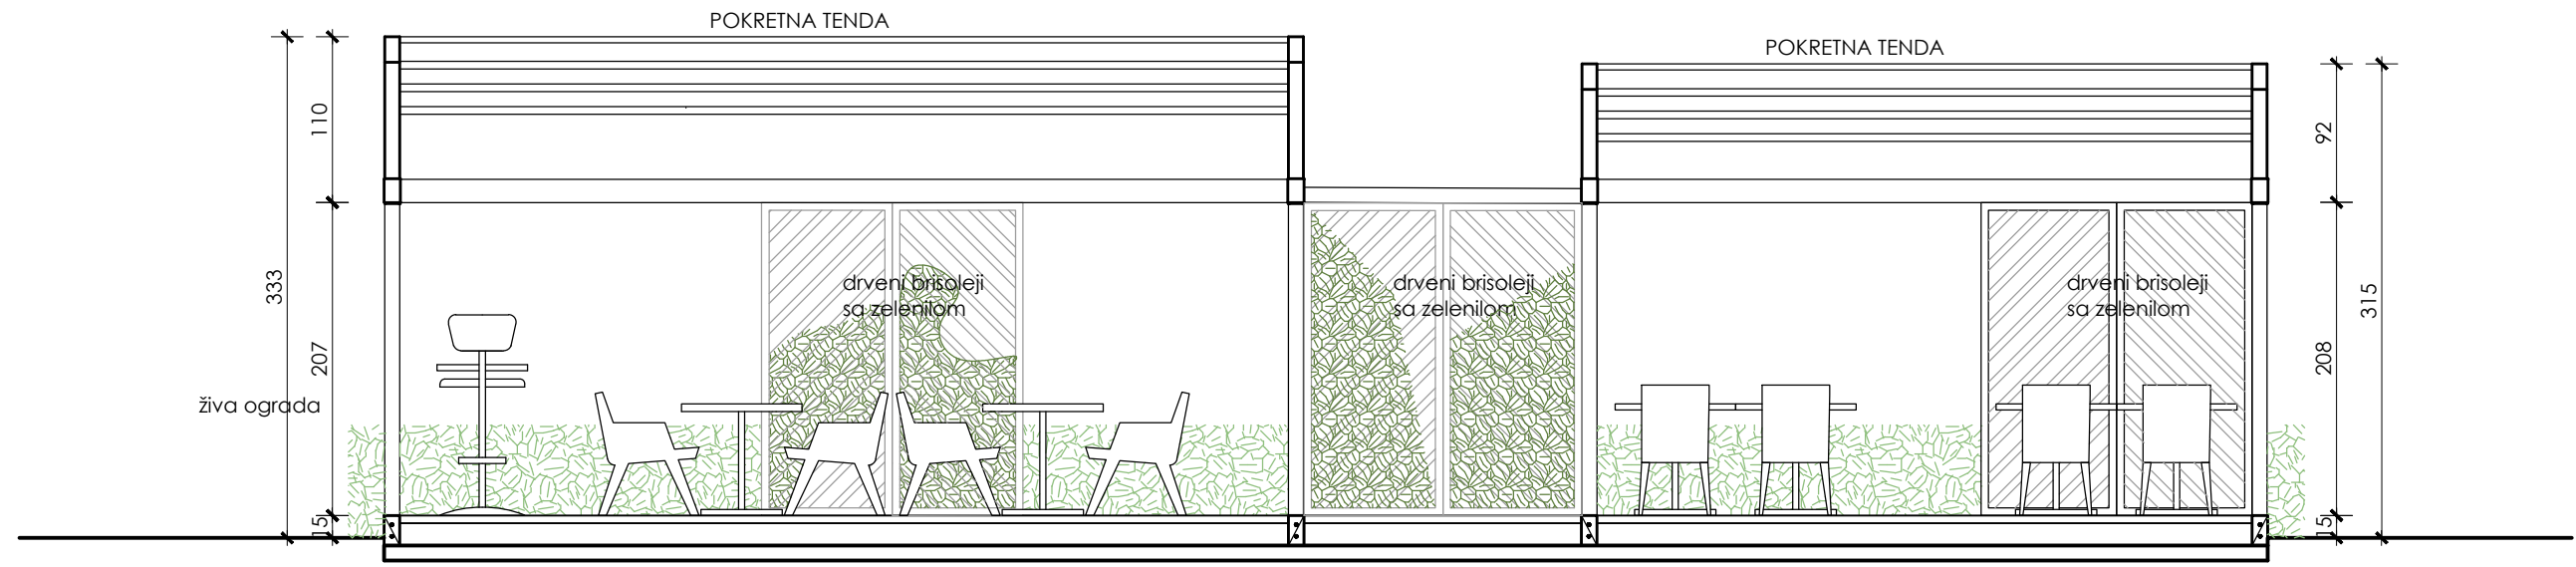 POKRETNA TENDA
POKRETNA TENDA
110
92
333
207
315
208
drveni brisoleji
sa zelenilom
drveni brisoleji
sa zelenilom
drveni brisoleji
sa zelenilom
živa ograda
15
15